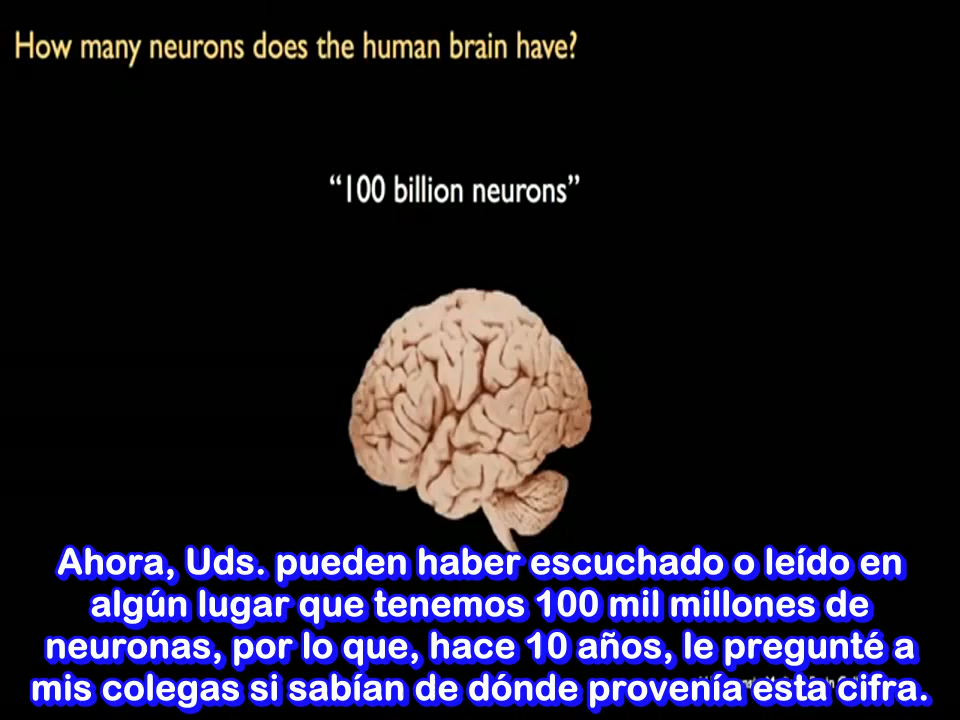 How many neurons does the human brain have?
“100 billion neurons”
Ahora, Uds. pueden haber escuchado o leído en
algún lugar que tenemos 100 mil millones de
neuronas, por lo que, hace 10 años, le pregunté a
mis colegas si sabían de dónde provenía esta cifra.